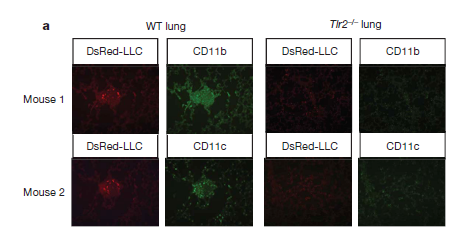 a
WT lung
Tlr2–/– lung
DsRed-LLC
CD11b
DsRed-LLC
CD11b
Mouse 1
DsRed-LLC
CD11c
DsRed-LLC
CD11c
Mouse 2